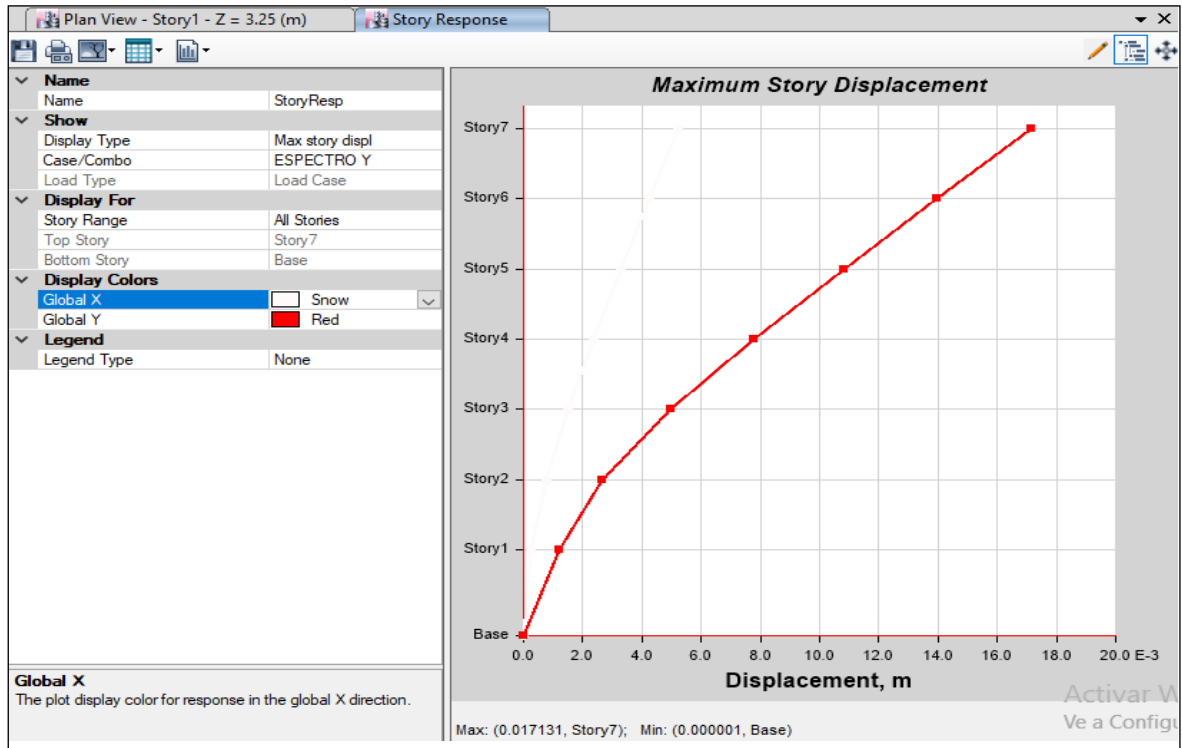 Plan View - Story1 - Z = 3.25 (m)
Story Response
Name
Name StoryResp
Show
Display Type Max story displ
Case/Combo ESPECTRO Y
Load Type Load Case
Display For
Story Range All Stories
Top Story Story7
Bottom Story Base
Display Colors
Global X Snow
Global Y Red
Legend
Legend Type None
Global X
The plot display color for response in the global X direction.
Maximum Story Displacement
Story7
Story6
Story5
Story4
Story3
Story2
Story1
Base
0.0 2.0 4.0 6.0 8.0 10.0 12.0 14.0 16.0 18.0 20.0 E-3
Displacement, m
Max: (0.017131, Story7); Min: (0.000001, Base)
Activar W
Ve a Configu